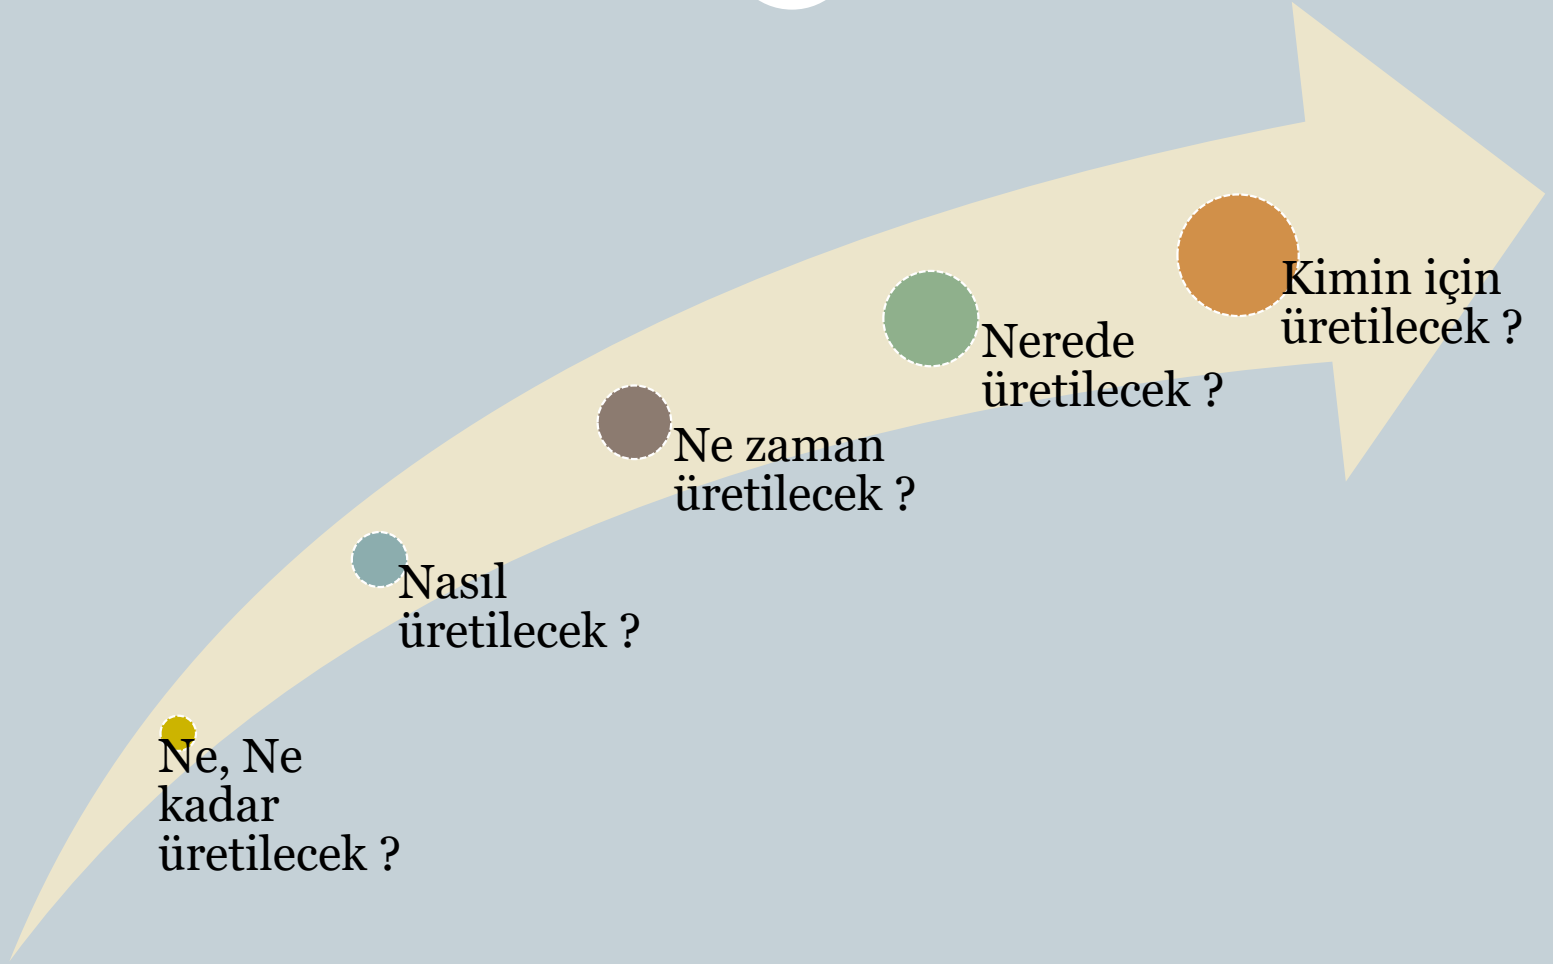 Ne, Ne
kadar
üretilecek ?
Nasıl
üretilecek ?
Ne zaman
üretilecek ?
Nerede
üretilecek ?
Kimin için
üretilecek ?